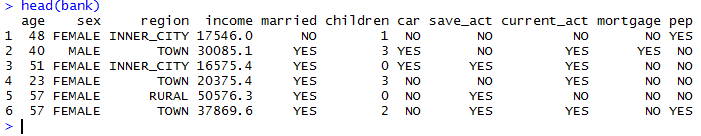 > head(bank)
  age    sex     region  income married children car save_act current_act mortgage pep
1  48 FEMALE INNER_CITY 17546.0      NO        1  NO       NO          NO       NO YES
2  40   MALE       TOWN 30085.1     YES        3 YES       NO         YES      YES  NO
3  51 FEMALE INNER_CITY 16575.4     YES        0 YES      YES         YES       NO  NO
4  23 FEMALE       TOWN 20375.4     YES        3  NO       NO         YES       NO  NO
5  57 FEMALE      RURAL 50576.3     YES        0  NO      YES          NO       NO  NO
6  57 FEMALE       TOWN 37869.6     YES        2  NO      YES         YES       NO YES
>